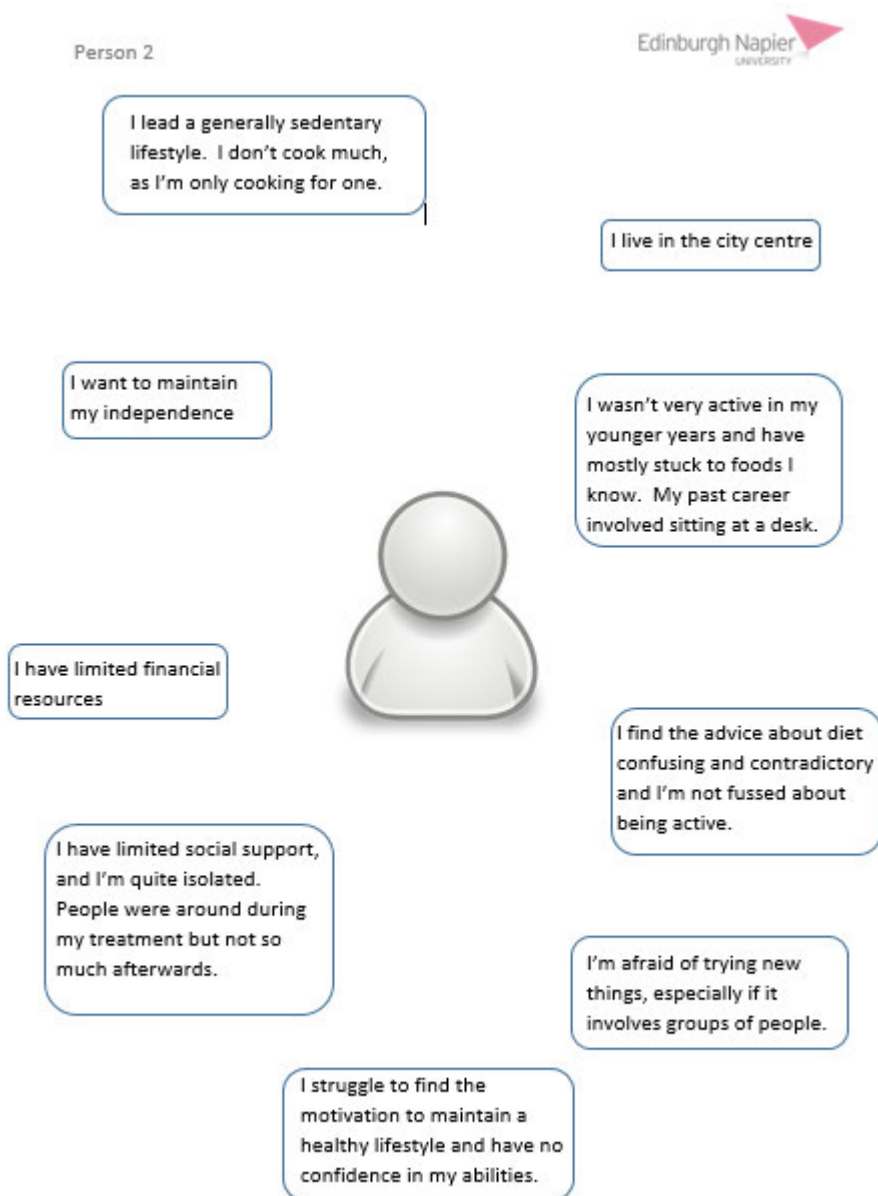 Person 2
Edinburgh Napier
UNIVERSITY
I lead a generally sedentary
lifestyle.  I don't cook much,
as I'm only cooking for one.
I live in the city centre
I want to maintain
my independence
I wasn't very active in my
younger years and have
mostly stuck to foods I
know.  My past career
involved sitting at a desk.
I have limited financial
resources
I find the advice about diet
confusing and contradictory
and I'm not fussed about
being active.
I have limited social support,
and I'm quite isolated.
People were around during
my treatment but not so
much afterwards.
I'm afraid of trying new
things, especially if it
involves groups of people.
I struggle to find the
motivation to maintain a
healthy lifestyle and have no
confidence in my abilities.